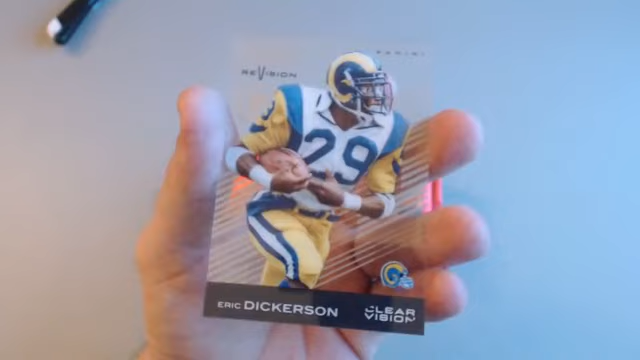 PANINI
REVISION
29
ERIC DICKERSON
CLEAR
VISION